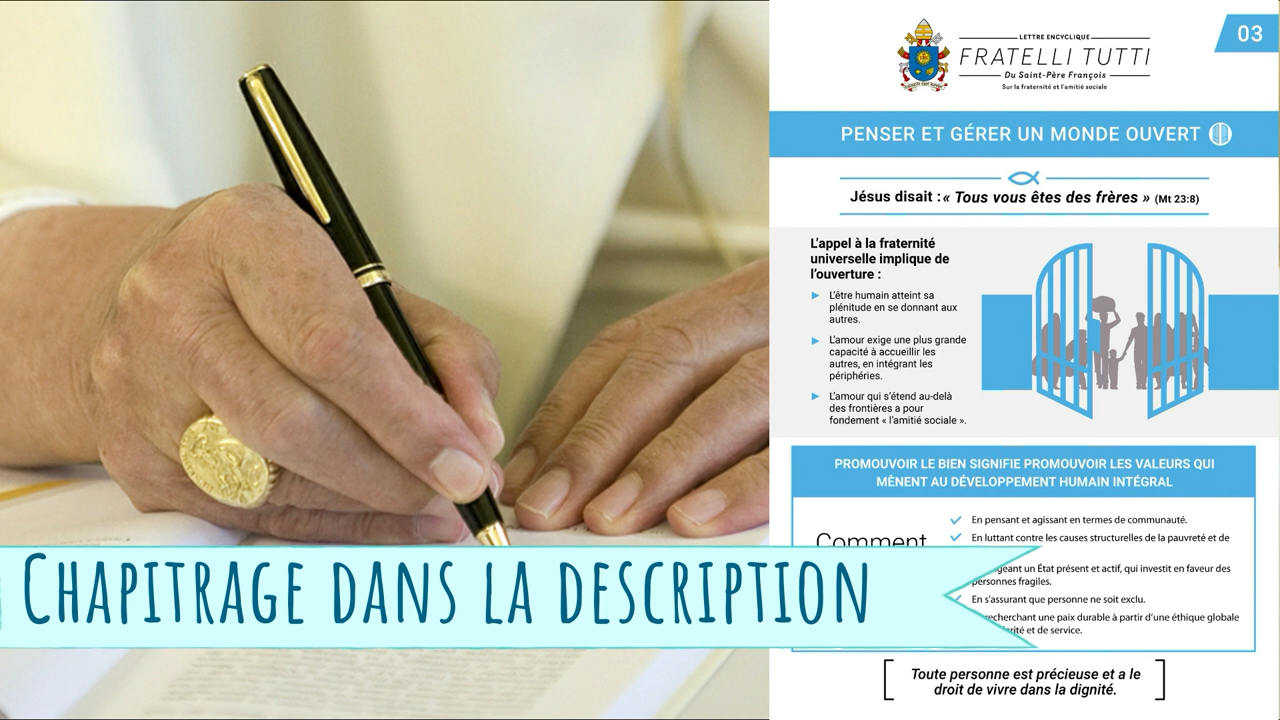 03
LETTRE ENCYCLIQUE
FRATELLI TUTTI
Du Saint-Père François
Sur la fraternité et l'amitié sociale
PENSER ET GÉRER UN MONDE OUVERT
Jésus disait : « Tous vous êtes des frères » (Mt 23:8)
L'appel à la fraternité
universelle implique de
l'ouverture :
L'être humain atteint sa
plénitude en se donnant aux
autres.
L'amour exige une plus grande
capacité à accueillir les
autres, en intégrant les
périphéries.
L'amour qui s'étend au-delà
des frontières a pour
fondement « l'amitié sociale ».
PROMOUVOIR LE BIEN SIGNIFIE PROMOUVOIR LES VALEURS QUI
MÈNENT AU DÉVELOPPEMENT HUMAIN INTÉGRAL
Comment
En pensant et agissant en termes de communauté.
En luttant contre les causes structurelles de la pauvreté et de
un État présent et actif, qui investit en faveur des
personnes fragiles.
En s'assurant que personne ne soit exclu.
recherchant une paix durable à partir d'une éthique globale
et de service.
CHAPITRAGE DANS LA DESCRIPTION
Toute personne est précieuse et a le
droit de vivre dans la dignité.